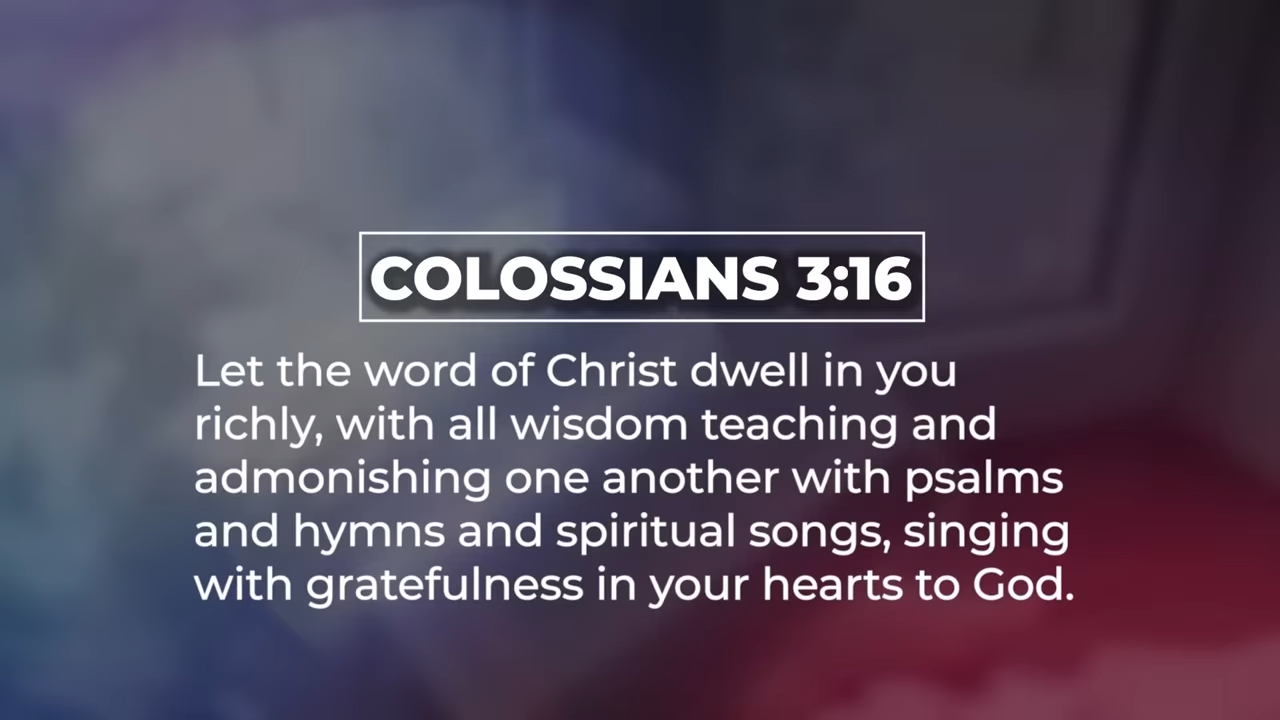 COLOSSIANS 3:16
Let the word of Christ dwell in you
richly, with all wisdom teaching and
admonishing one another with psalms
and hymns and spiritual songs, singing
with gratefulness in your hearts to God.